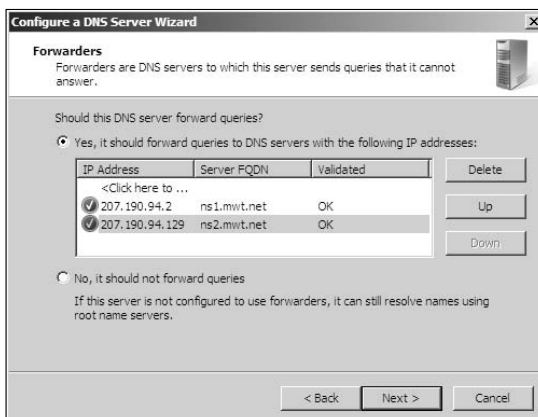 Configure a DNS Server Wizard
Forwarders
Forwarders are DNS servers to which this server sends queries that it cannot
answer.
Should this DNS server forward queries?
Yes, it should forward queries to DNS servers with the following IP addresses:
IP Address Server FQDN Validated
<Click here to ...
207.190.94.2 ns1.mwt.net OK
207.190.94.129 ns2.mwt.net OK
Delete
Up
Down
No, it should not forward queries
If this server is not configured to use forwarders, it can still resolve names using
root name servers.
< Back Next > Cancel